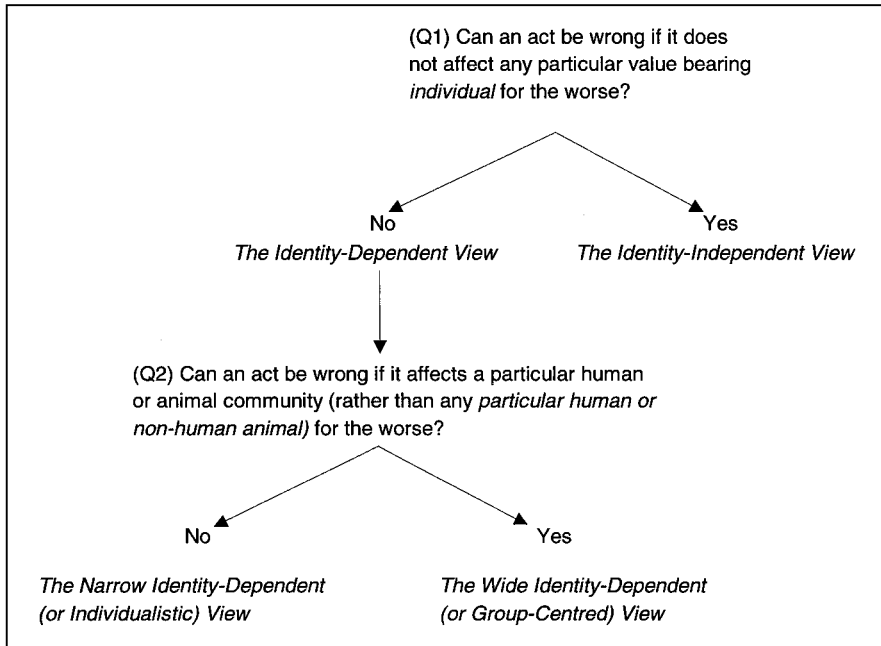 (Q1) Can an act be wrong if it does
not affect any particular value bearing
individual for the worse?
No
Yes
The Identity-Dependent View
The Identity-Independent View
(Q2) Can an act be wrong if it affects a particular human
or animal community (rather than any particular human or
non-human animal) for the worse?
No
Yes
The Narrow Identity-Dependent
(or Individualistic) View
The Wide Identity-Dependent
(or Group-Centred) View